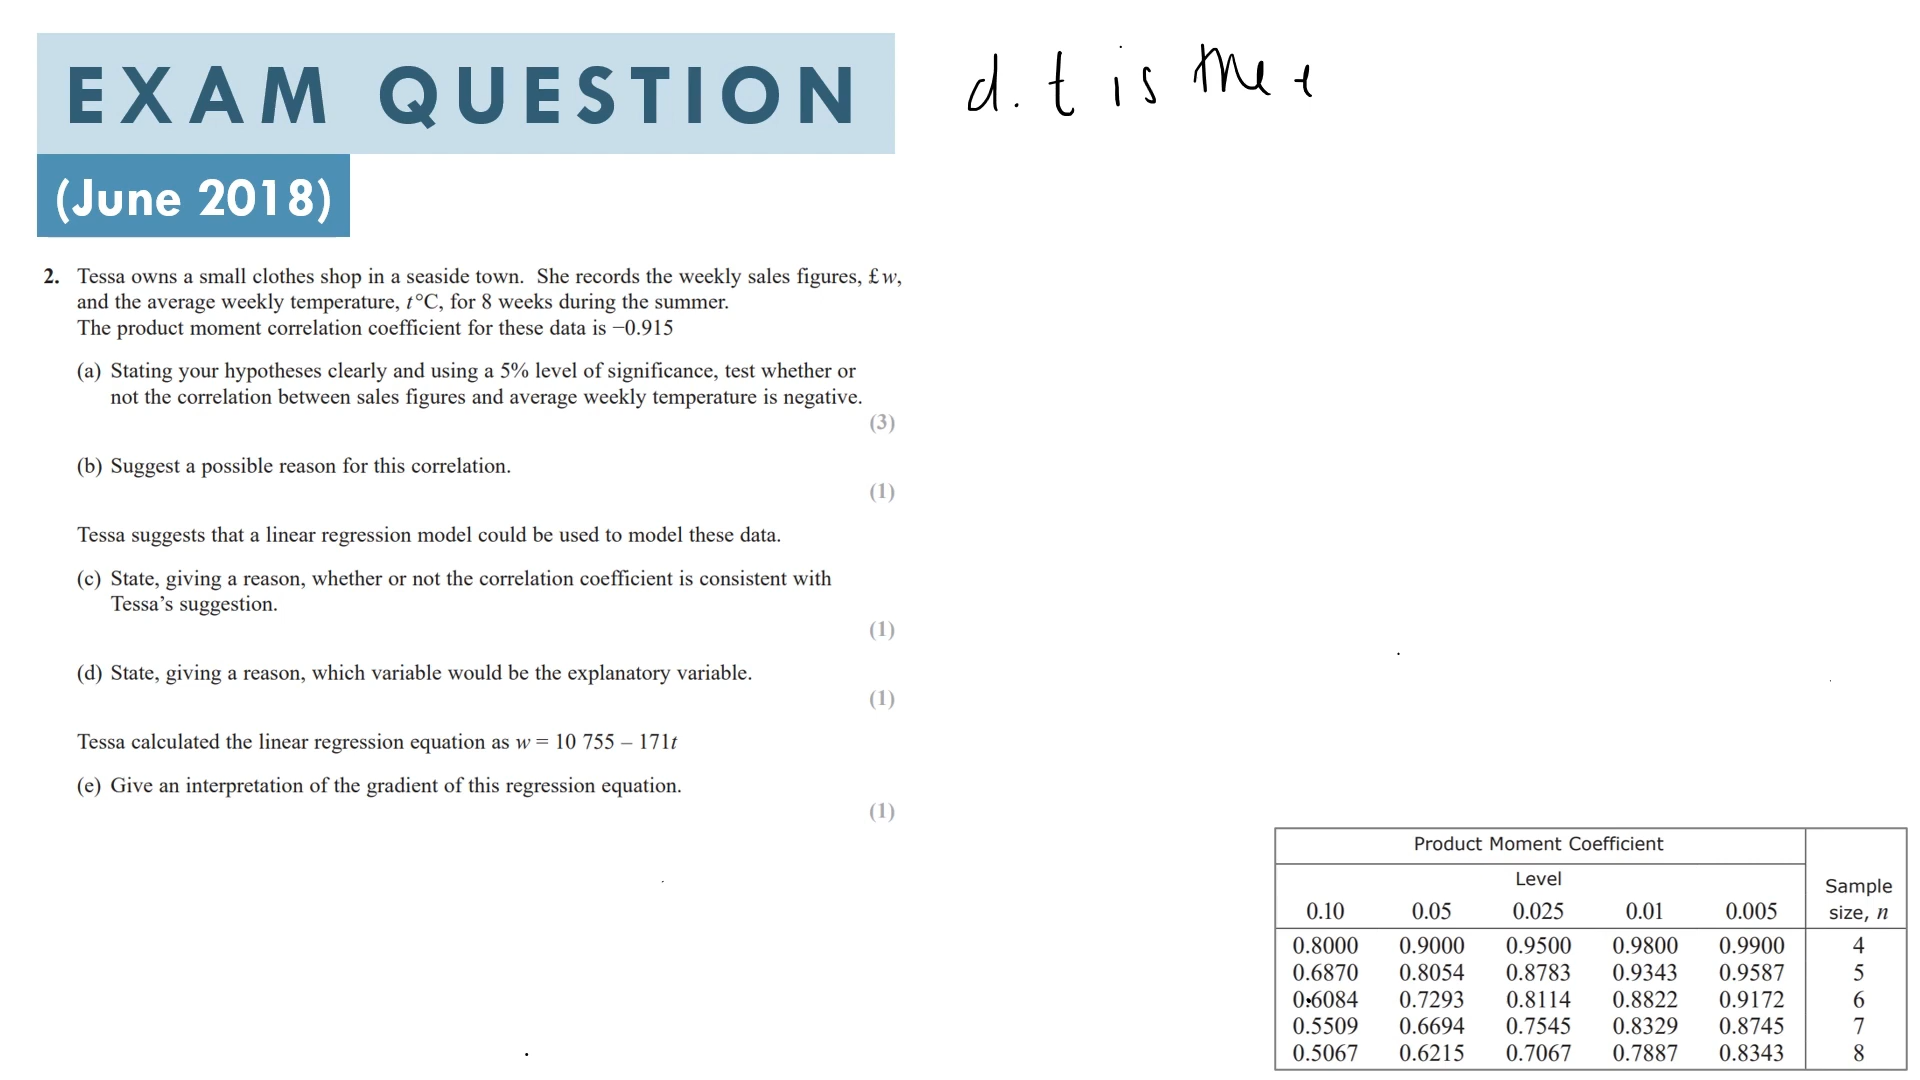 EXAM QUESTION
d. t is the
(June 2018)
2. Tessa owns a small clothes shop in a seaside town. She records the weekly sales figures, £w,
and the average weekly temperature, t°C, for 8 weeks during the summer.
The product moment correlation coefficient for these data is −0.915
(a) Stating your hypotheses clearly and using a 5% level of significance, test whether or
not the correlation between sales figures and average weekly temperature is negative.
(3)
(b) Suggest a possible reason for this correlation.
(1)
Tessa suggests that a linear regression model could be used to model these data.
(c) State, giving a reason, whether or not the correlation coefficient is consistent with
Tessa’s suggestion.
(1)
(d) State, giving a reason, which variable would be the explanatory variable.
(1)
Tessa calculated the linear regression equation as w = 10 755 – 171t
(e) Give an interpretation of the gradient of this regression equation.
(1)
Product Moment Coefficient
Level
Sample
0.10 0.05 0.025 0.01 0.005 size, n
0.8000 0.9000 0.9500 0.9800 0.9900 4
0.6870 0.8054 0.8783 0.9343 0.9587 5
0.6084 0.7293 0.8114 0.8822 0.9172 6
0.5509 0.6694 0.7545 0.8329 0.8745 7
0.5067 0.6215 0.7067 0.7887 0.8343 8